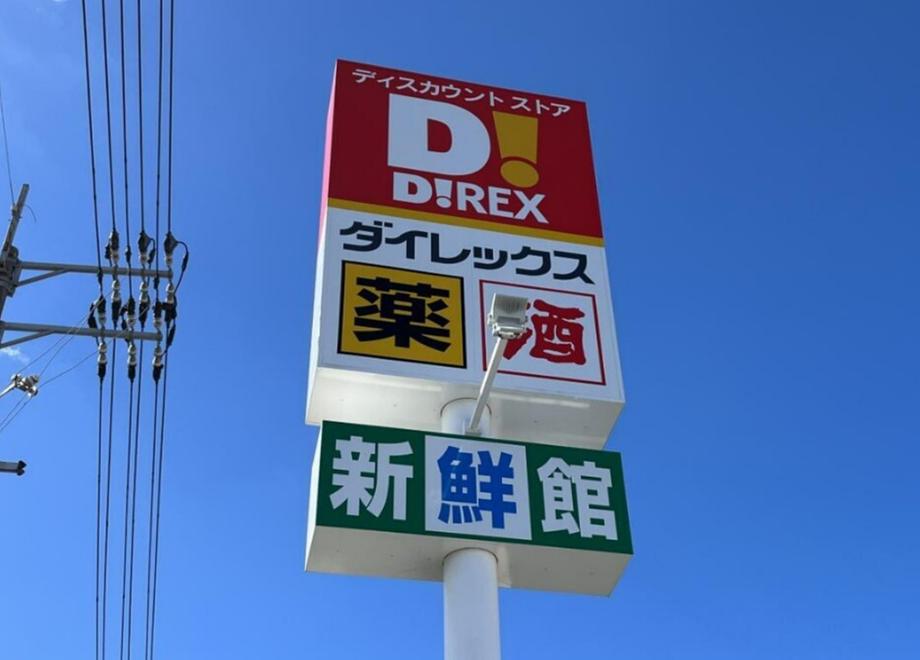 ディスカウント ストア
D!
D!REX
ダイレックス
薬 酒
新鮮館